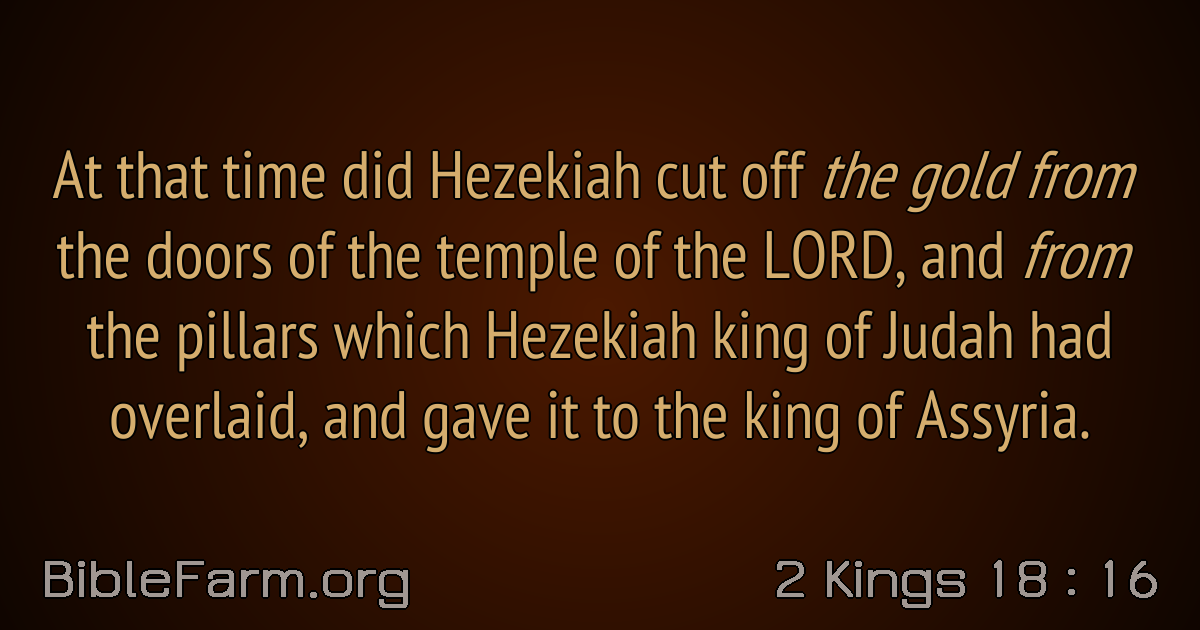 At that time did Hezekiah cut off the gold from
the doors of the temple of the LORD, and from
the pillars which Hezekiah king of Judah had
overlaid, and gave it to the king of Assyria.
BibleFarm.org
2 Kings 18 : 16